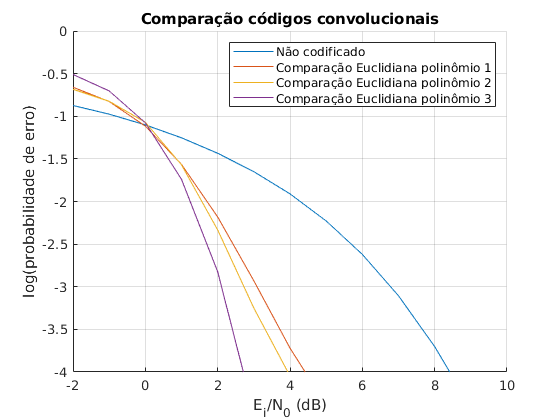 Comparação códigos convolucionais
Não codificado
Comparação Euclidiana polinômio 1
Comparação Euclidiana polinômio 2
Comparação Euclidiana polinômio 3
log(probabilidade de erro)
0
-0.5
-1
-1.5
-2
-2.5
-3
-3.5
-4
-2 0 2 4 6 8 10
E_i/N_0 (dB)